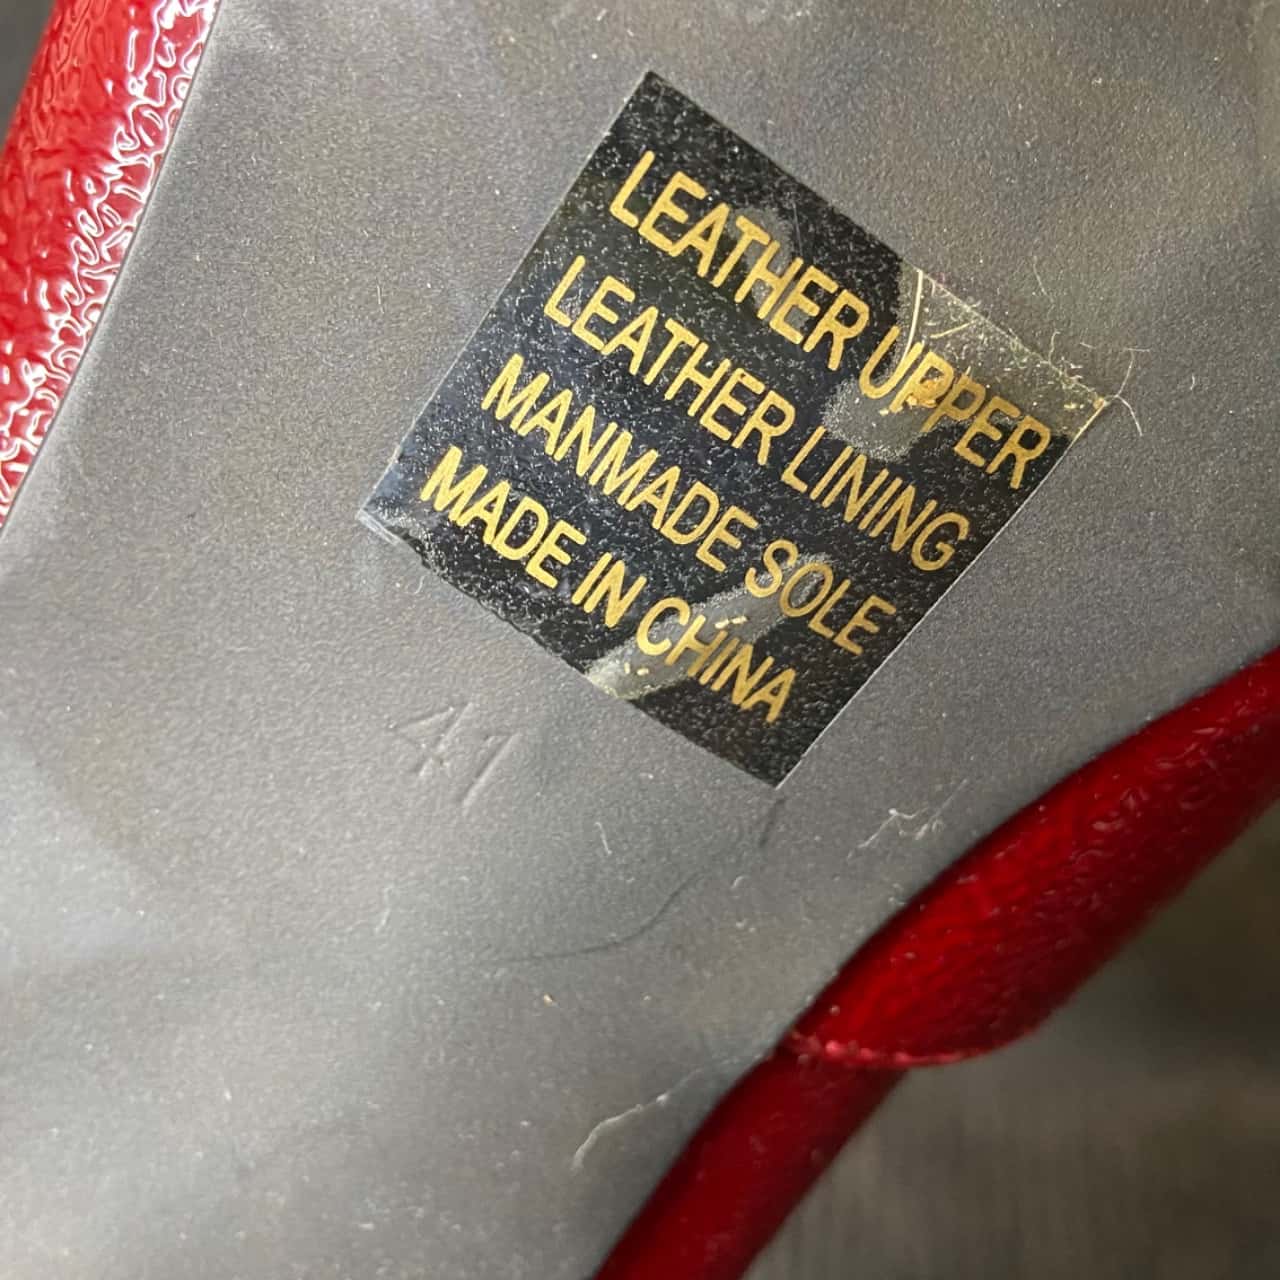 LEATHER UPPER
LEATHER LINING
MANMADE SOLE
MADE IN CHINA
41